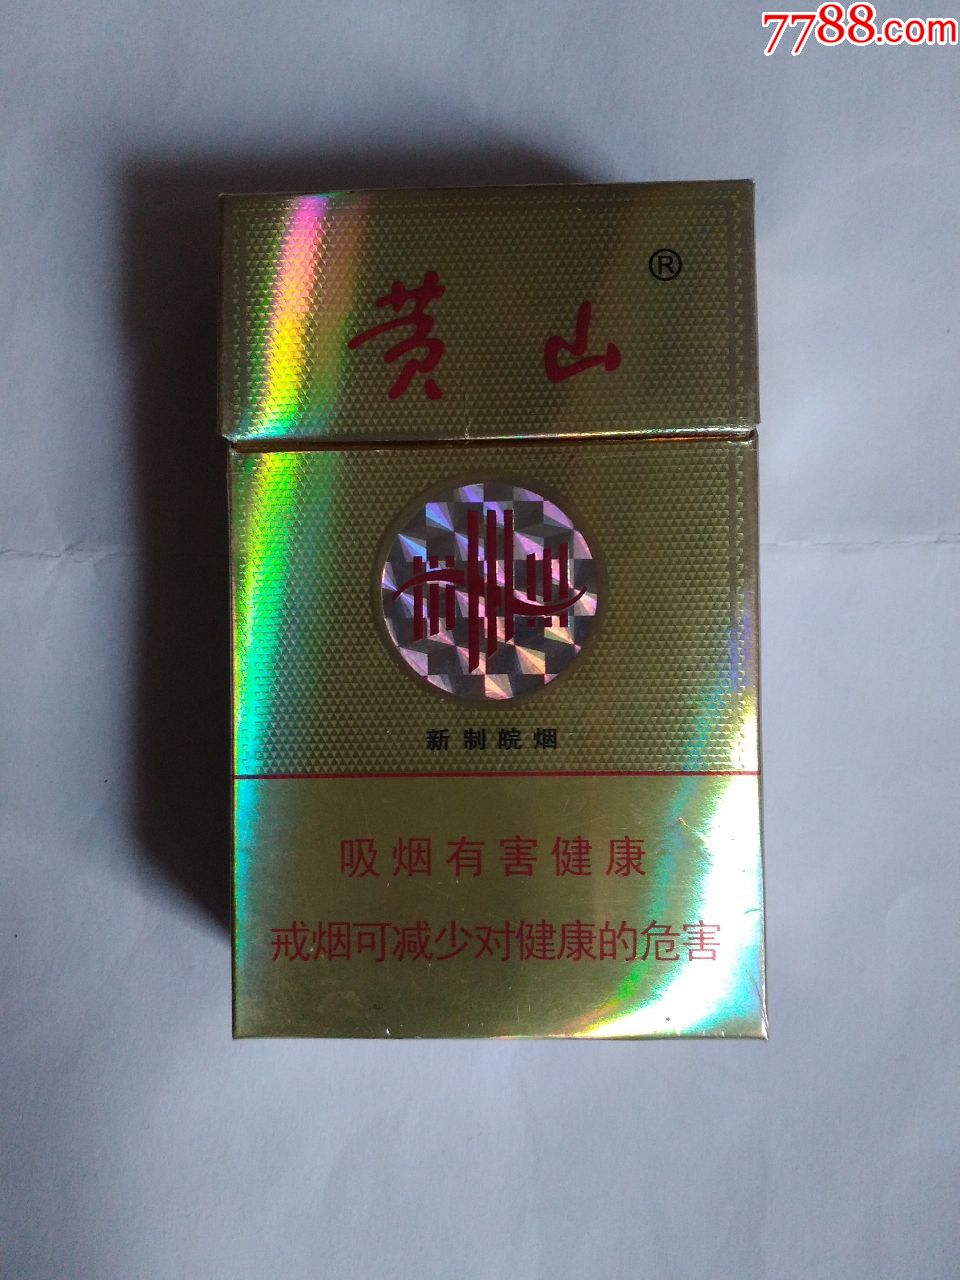 7788.com
®
黄山
新制皖烟
吸烟有害健康
戒烟可减少对健康的危害